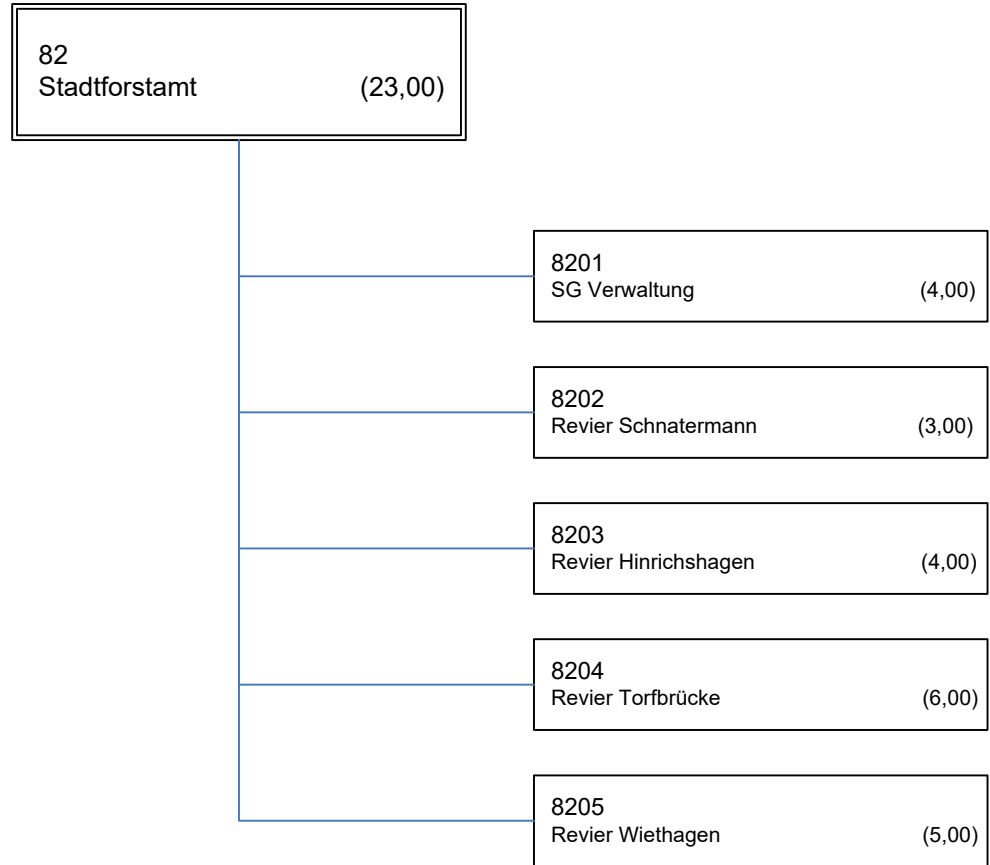 82
Stadtforstamt (23,00)
8201
SG Verwaltung (4,00)
8202
Revier Schnatermann (3,00)
8203
Revier Hinrichshagen (4,00)
8204
Revier Torfbrücke (6,00)
8205
Revier Wiethagen (5,00)